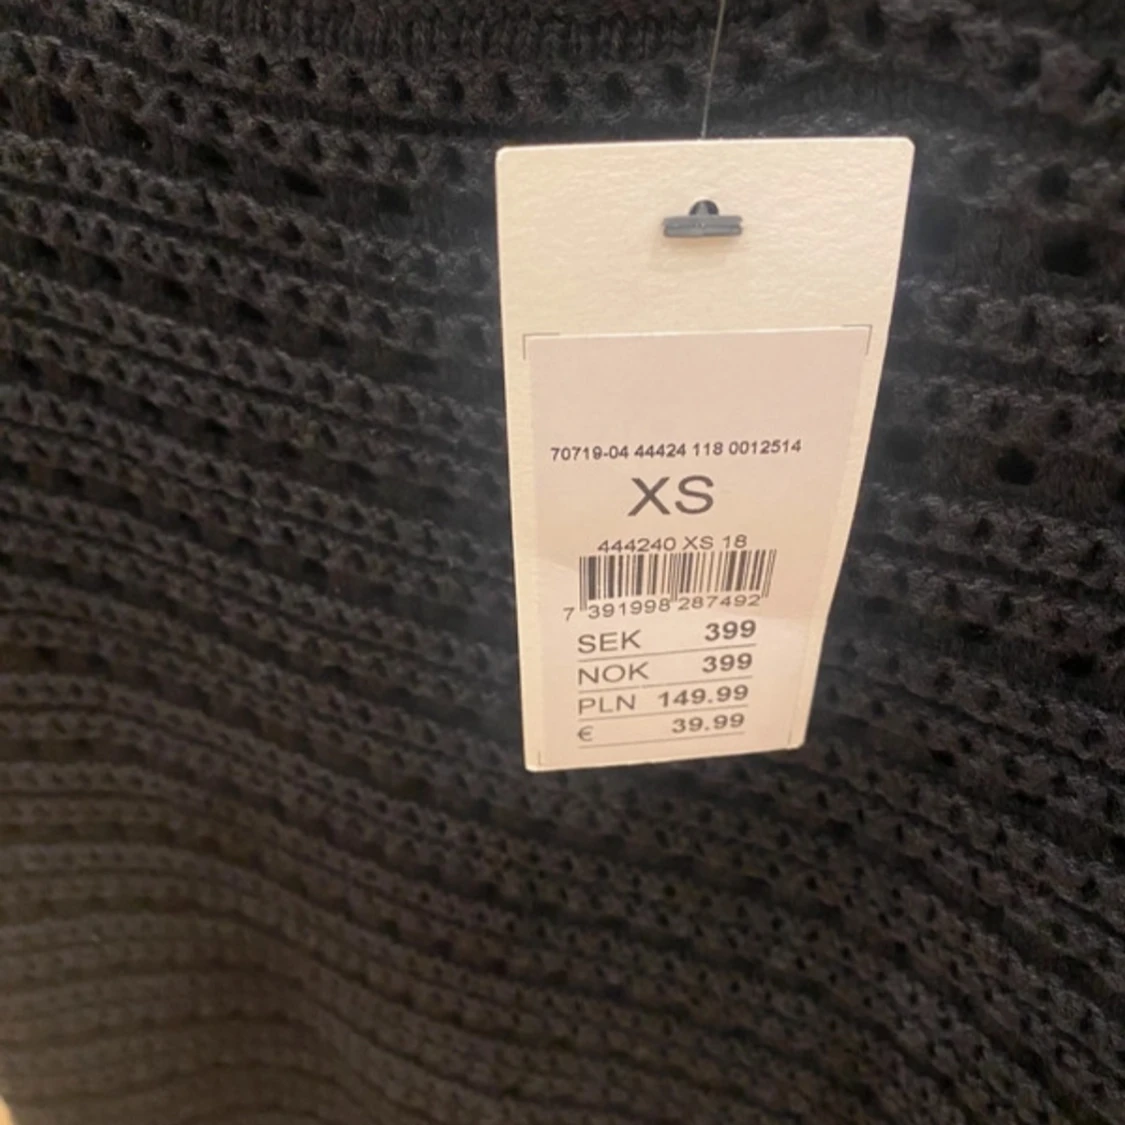 70719-04 44424 118 0012514
XS
444240 XS 18
7 391998 287492
SEK 399
NOK 399
PLN 149.99
€ 39.99